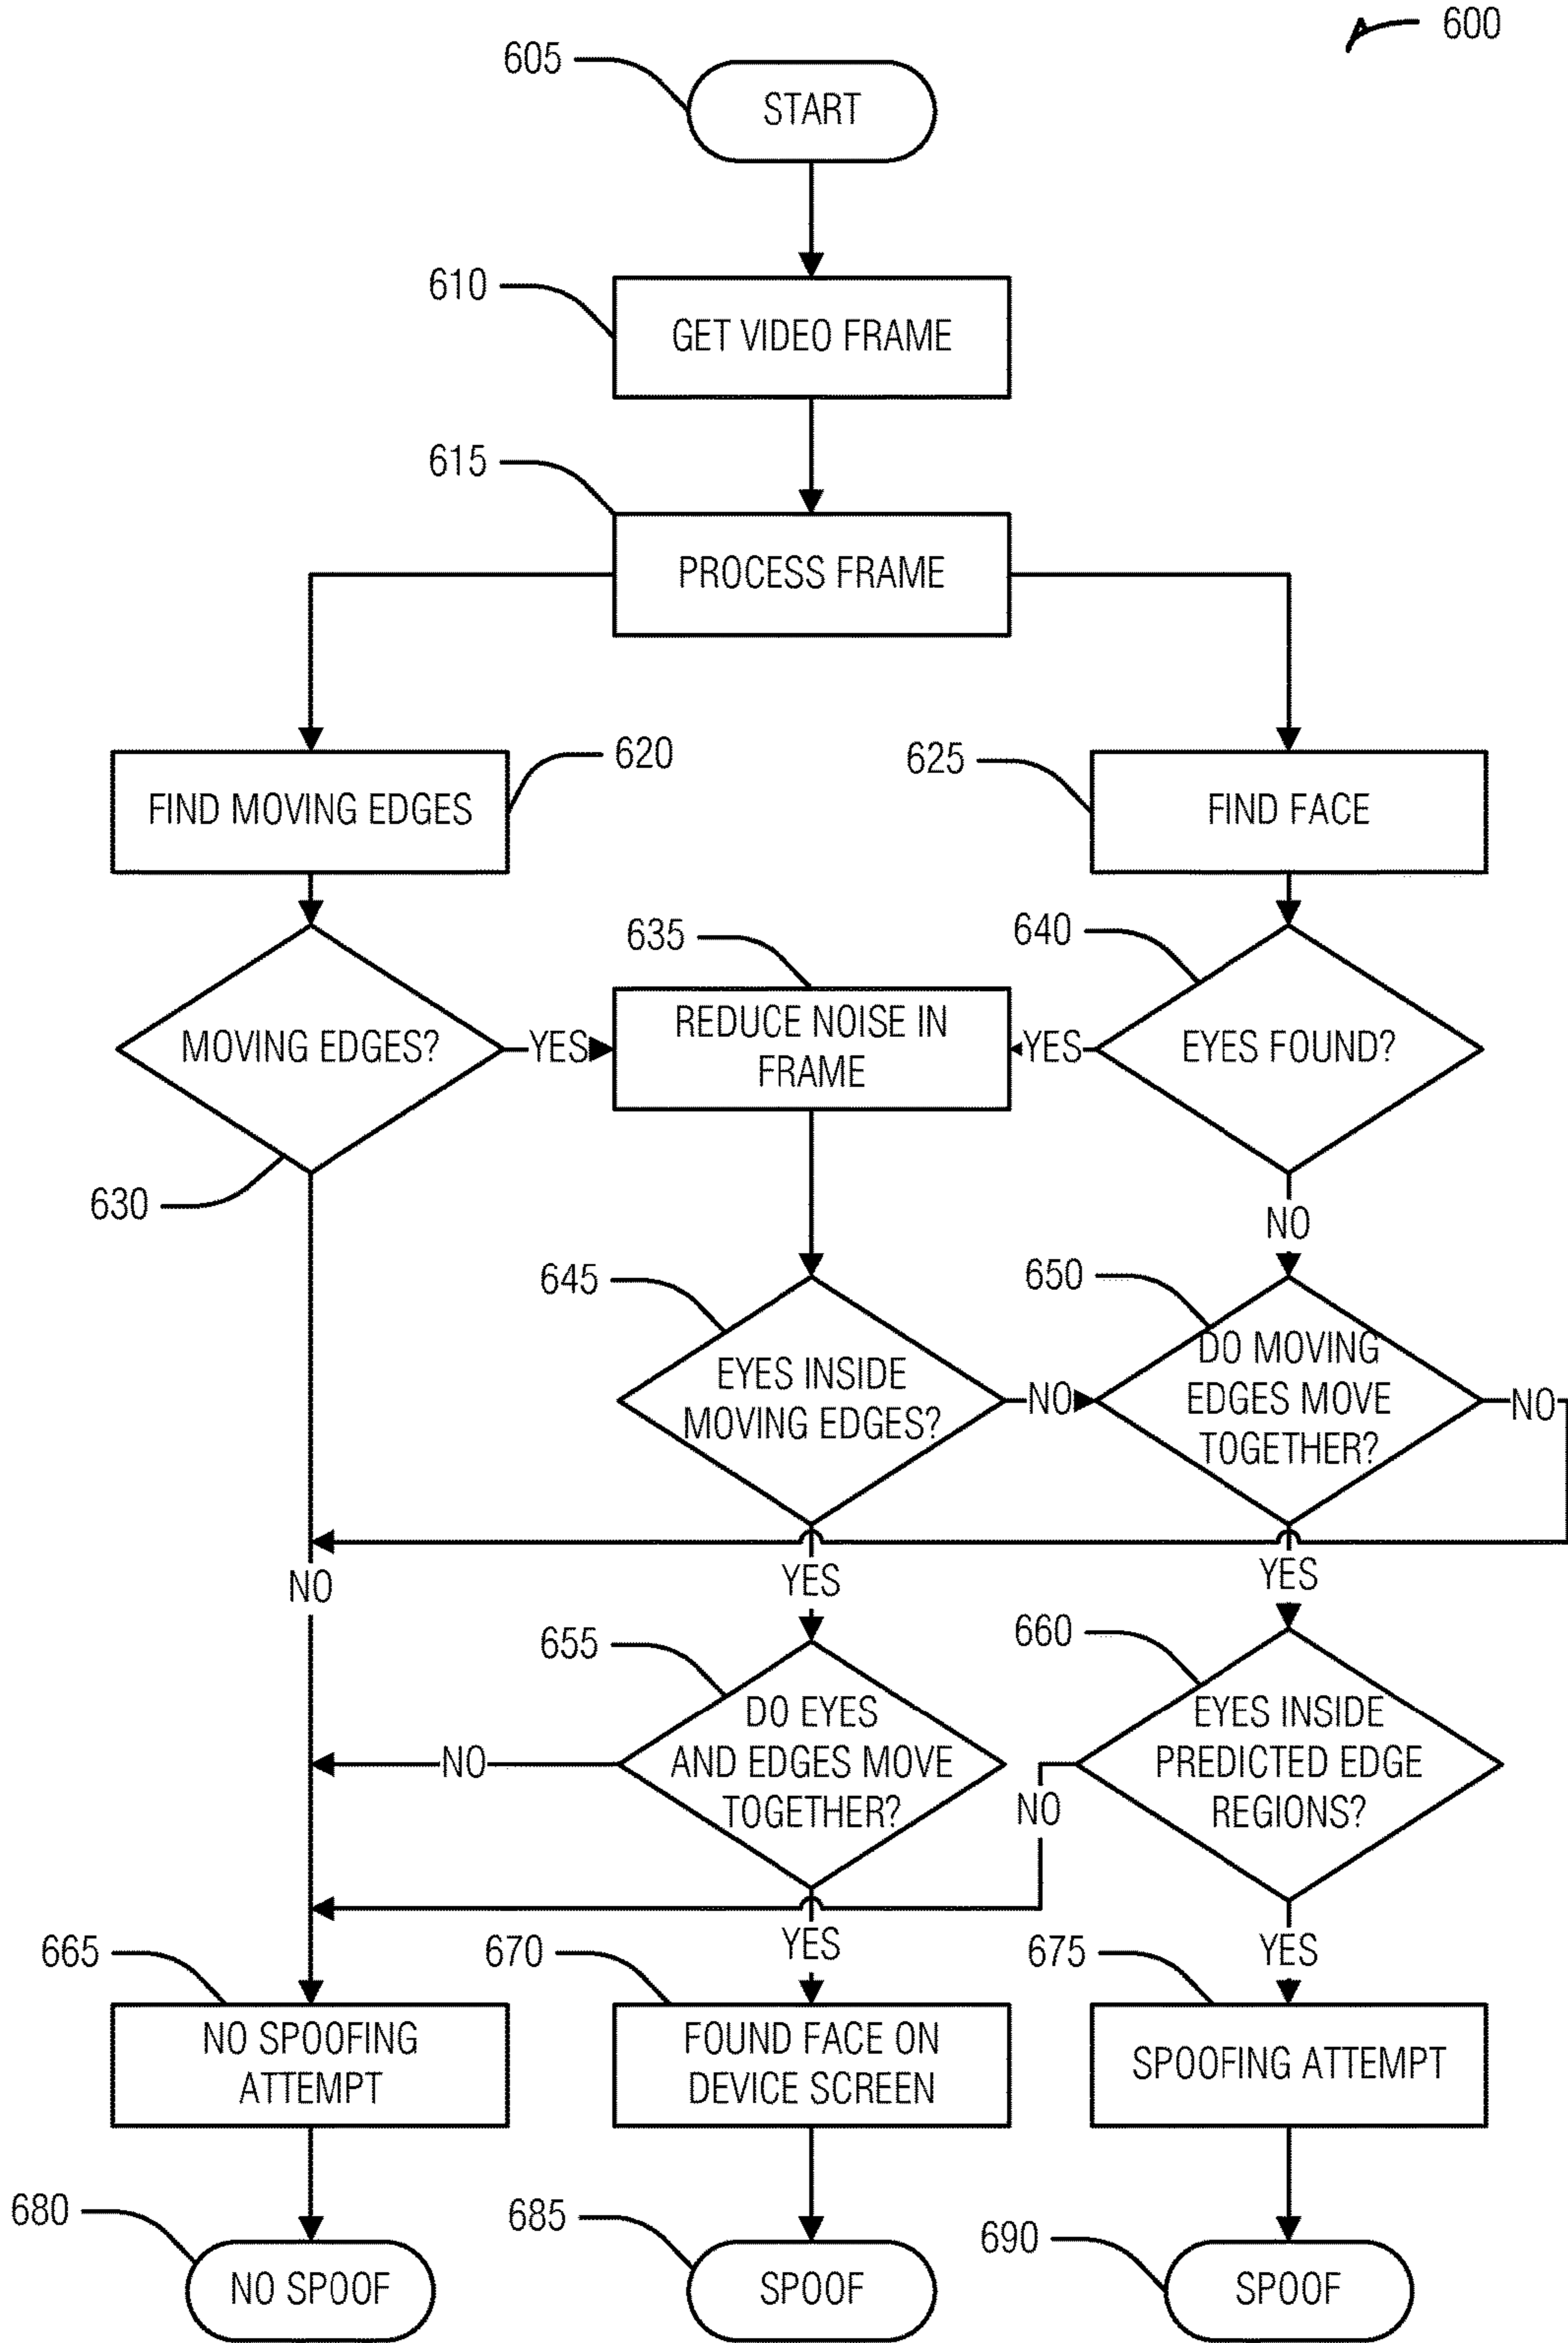 600
605
START
610
GET VIDEO FRAME
615
PROCESS FRAME
620
FIND MOVING EDGES
625
FIND FACE
630
MOVING EDGES?
YES
635
REDUCE NOISE IN
FRAME
YES
640
EYES FOUND?
NO
645
EYES INSIDE
MOVING EDGES?
NO
650
DO MOVING
EDGES MOVE
TOGETHER?
NO
NO
YES
YES
655
DO EYES
AND EDGES MOVE
TOGETHER?
NO
660
EYES INSIDE
PREDICTED EDGE
REGIONS?
NO
YES
YES
665
NO SPOOFING
ATTEMPT
670
FOUND FACE ON
DEVICE SCREEN
675
SPOOFING ATTEMPT
680
NO SPOOF
685
SPOOF
690
SPOOF